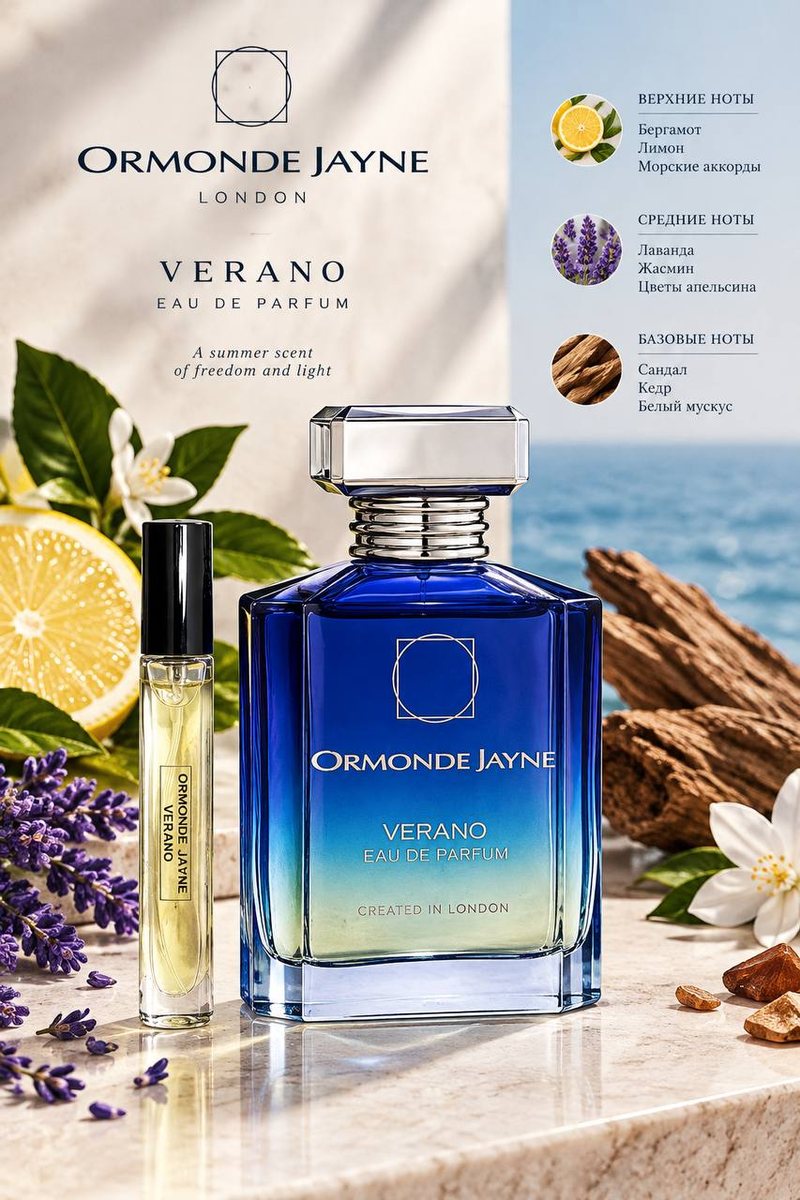 ORMONDE JAYNE
LONDON
VERANO
EAU DE PARFUM
A summer scent
of freedom and light
ВЕРХНИЕ НОТЫ
Бергамот
Лимон
Морские аккорды
СРЕДНИЕ НОТЫ
Лаванда
Жасмин
Цветы апельсина
БАЗОВЫЕ НОТЫ
Сандал
Кедр
Белый мускус
ORMONDE JAYNE
VERANO
ORMONDE JAYNE
VERANO
EAU DE PARFUM
CREATED IN LONDON